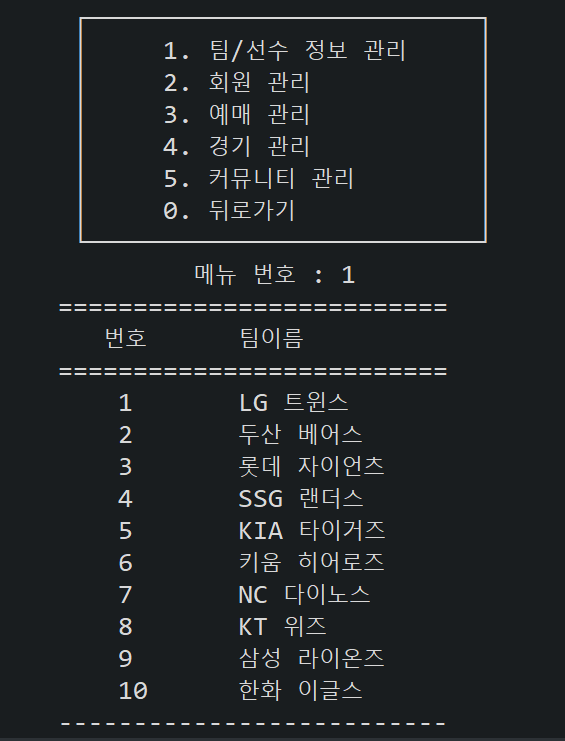 1. 팀/선수 정보 관리
2. 회원 관리
3. 예매 관리
4. 경기 관리
5. 커뮤니티 관리
0. 뒤로가기
메뉴 번호 : 1
==========================
번호 팀이름
==========================
1 LG 트윈스
2 두산 베어스
3 롯데 자이언츠
4 SSG 랜더스
5 KIA 타이거즈
6 키움 히어로즈
7 NC 다이노스
8 KT 위즈
9 삼성 라이온즈
10 한화 이글스
--------------------------